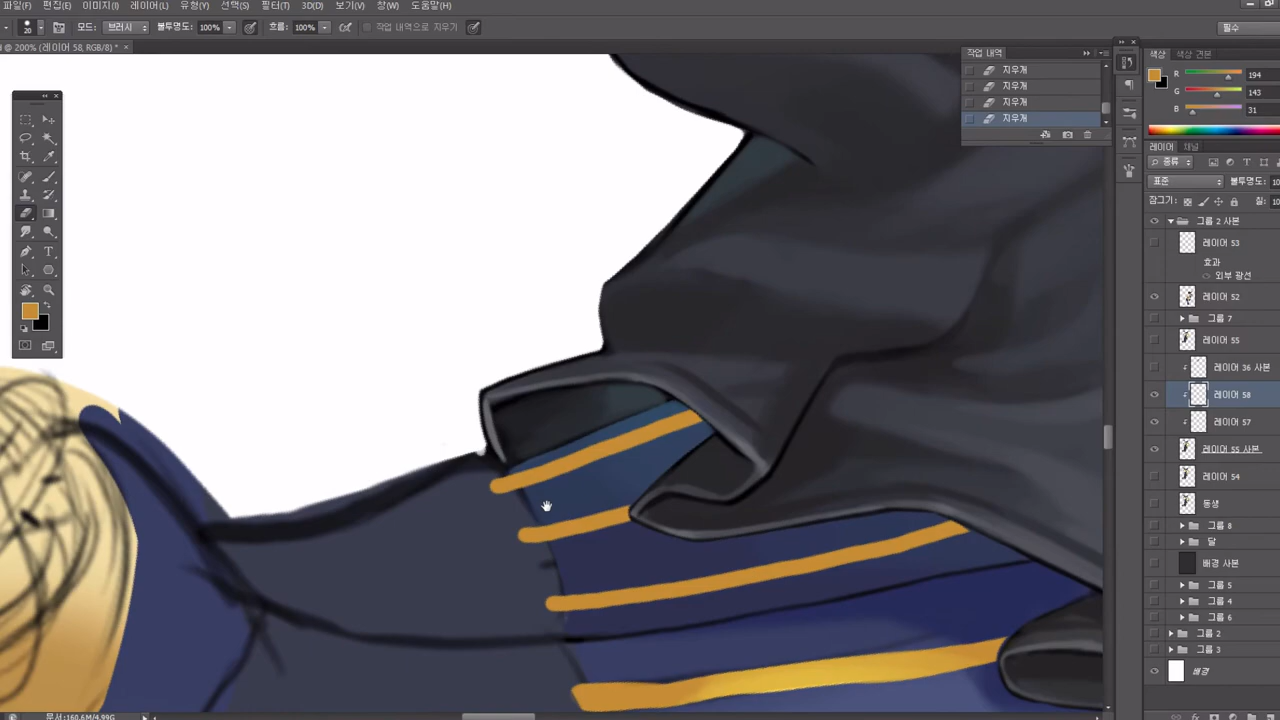 파일(F) 편집(E) 이미지(I) 레이어(L) 유형(Y) 선택(S) 필터(T) 3D(D) 보기(V) 창(W) 도움말(H)
20 모드: 브러시 불투명도: 100% 흐름: 100% 작업 내역으로 지우기 필수
@ 200% (레이어 58, RGB/8) * ×
작업 내역
지우개
지우개
지우개
지우개
색상 색상 견본
R 194
G 143
B 31
레이어 채널
종류
표준 불투명도: 10
잠그기: 칠: 10
그룹 2 사본
레이어 53
효과
외부 광선
레이어 52
그룹 7
레이어 55
레이어 36 사본
레이어 58
레이어 57
레이어 55 사본
레이어 54
동생
그룹 8
달
배경 사본
그룹 5
그룹 4
그룹 6
그룹 2
그룹 3
배경
문서:160.6M/4.99G